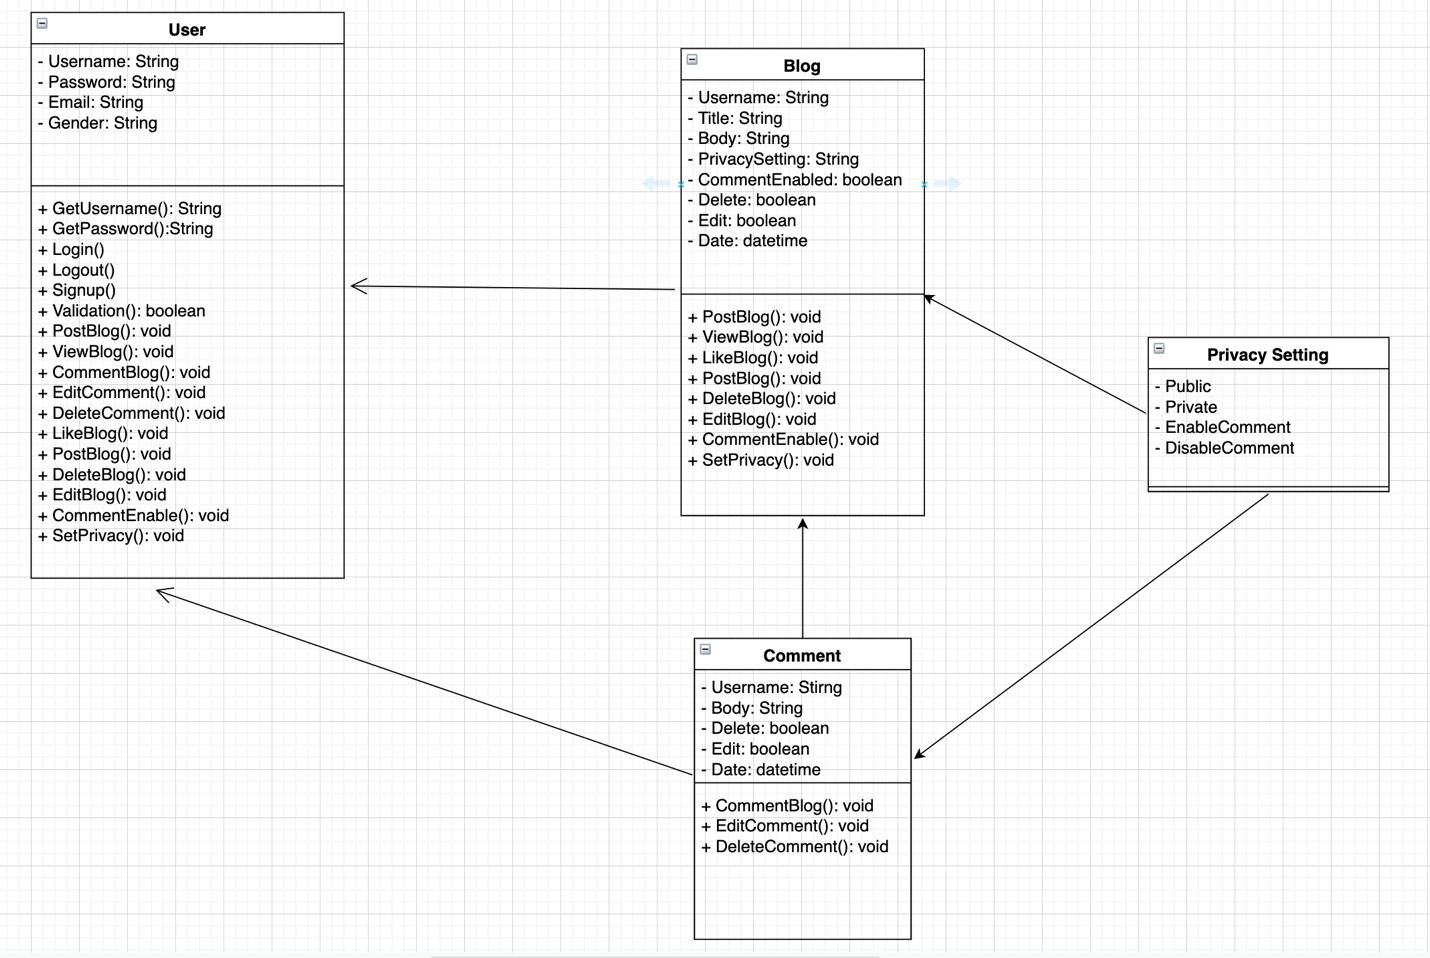 User
- Username: String
- Password: String
- Email: String
- Gender: String
+ GetUsername(): String
+ GetPassword():String
+ Login()
+ Logout()
+ Signup()
+ Validation(): boolean
+ PostBlog(): void
+ ViewBlog(): void
+ CommentBlog(): void
+ EditComment(): void
+ DeleteComment(): void
+ LikeBlog(): void
+ PostBlog(): void
+ DeleteBlog(): void
+ EditBlog(): void
+ CommentEnable(): void
+ SetPrivacy(): void
Blog
- Username: String
- Title: String
- Body: String
- PrivacySetting: String
- CommentEnabled: boolean
- Delete: boolean
- Edit: boolean
- Date: datetime
+ PostBlog(): void
+ ViewBlog(): void
+ LikeBlog(): void
+ PostBlog(): void
+ DeleteBlog(): void
+ EditBlog(): void
+ CommentEnable(): void
+ SetPrivacy(): void
Privacy Setting
- Public
- Private
- EnableComment
- DisableComment
Comment
- Username: Stirng
- Body: String
- Delete: boolean
- Edit: boolean
- Date: datetime
+ CommentBlog(): void
+ EditComment(): void
+ DeleteComment(): void